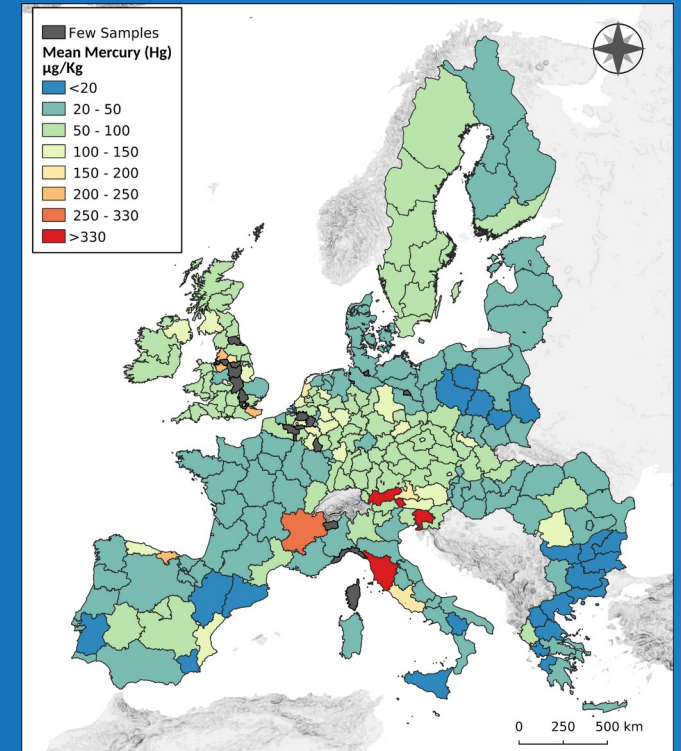 Few Samples
Mean Mercury (Hg)
µg/Kg
<20
20 - 50
50 - 100
100 - 150
150 - 200
200 - 250
250 - 330
>330
0 250 500 km